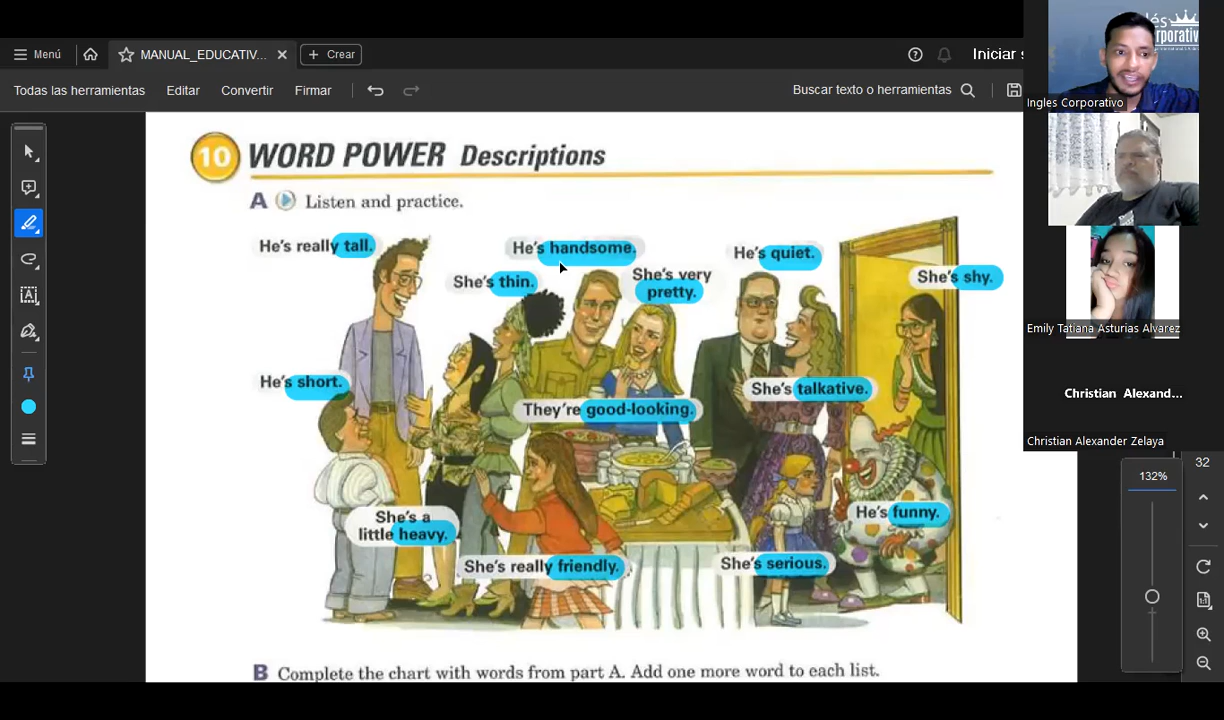 Menú
MANUAL_EDUCATIV...
+ Crear
Iniciar s
Todas las herramientas
Editar
Convertir
Firmar
Buscar texto o herramientas
10 WORD POWER Descriptions
A Listen and practice.
He's really tall.
He's handsome.
She's thin.
She's very
pretty.
He's quiet.
She's shy.
He's short.
She's talkative.
They're good-looking.
She's a
little heavy.
He's funny.
She's really friendly.
She's serious.
B Complete the chart with words from part A. Add one more word to each list.
Ingles Corporativo
Emily Tatiana Asturias Alvarez
Christian Alexand...
Christian Alexander Zelaya
132%
32